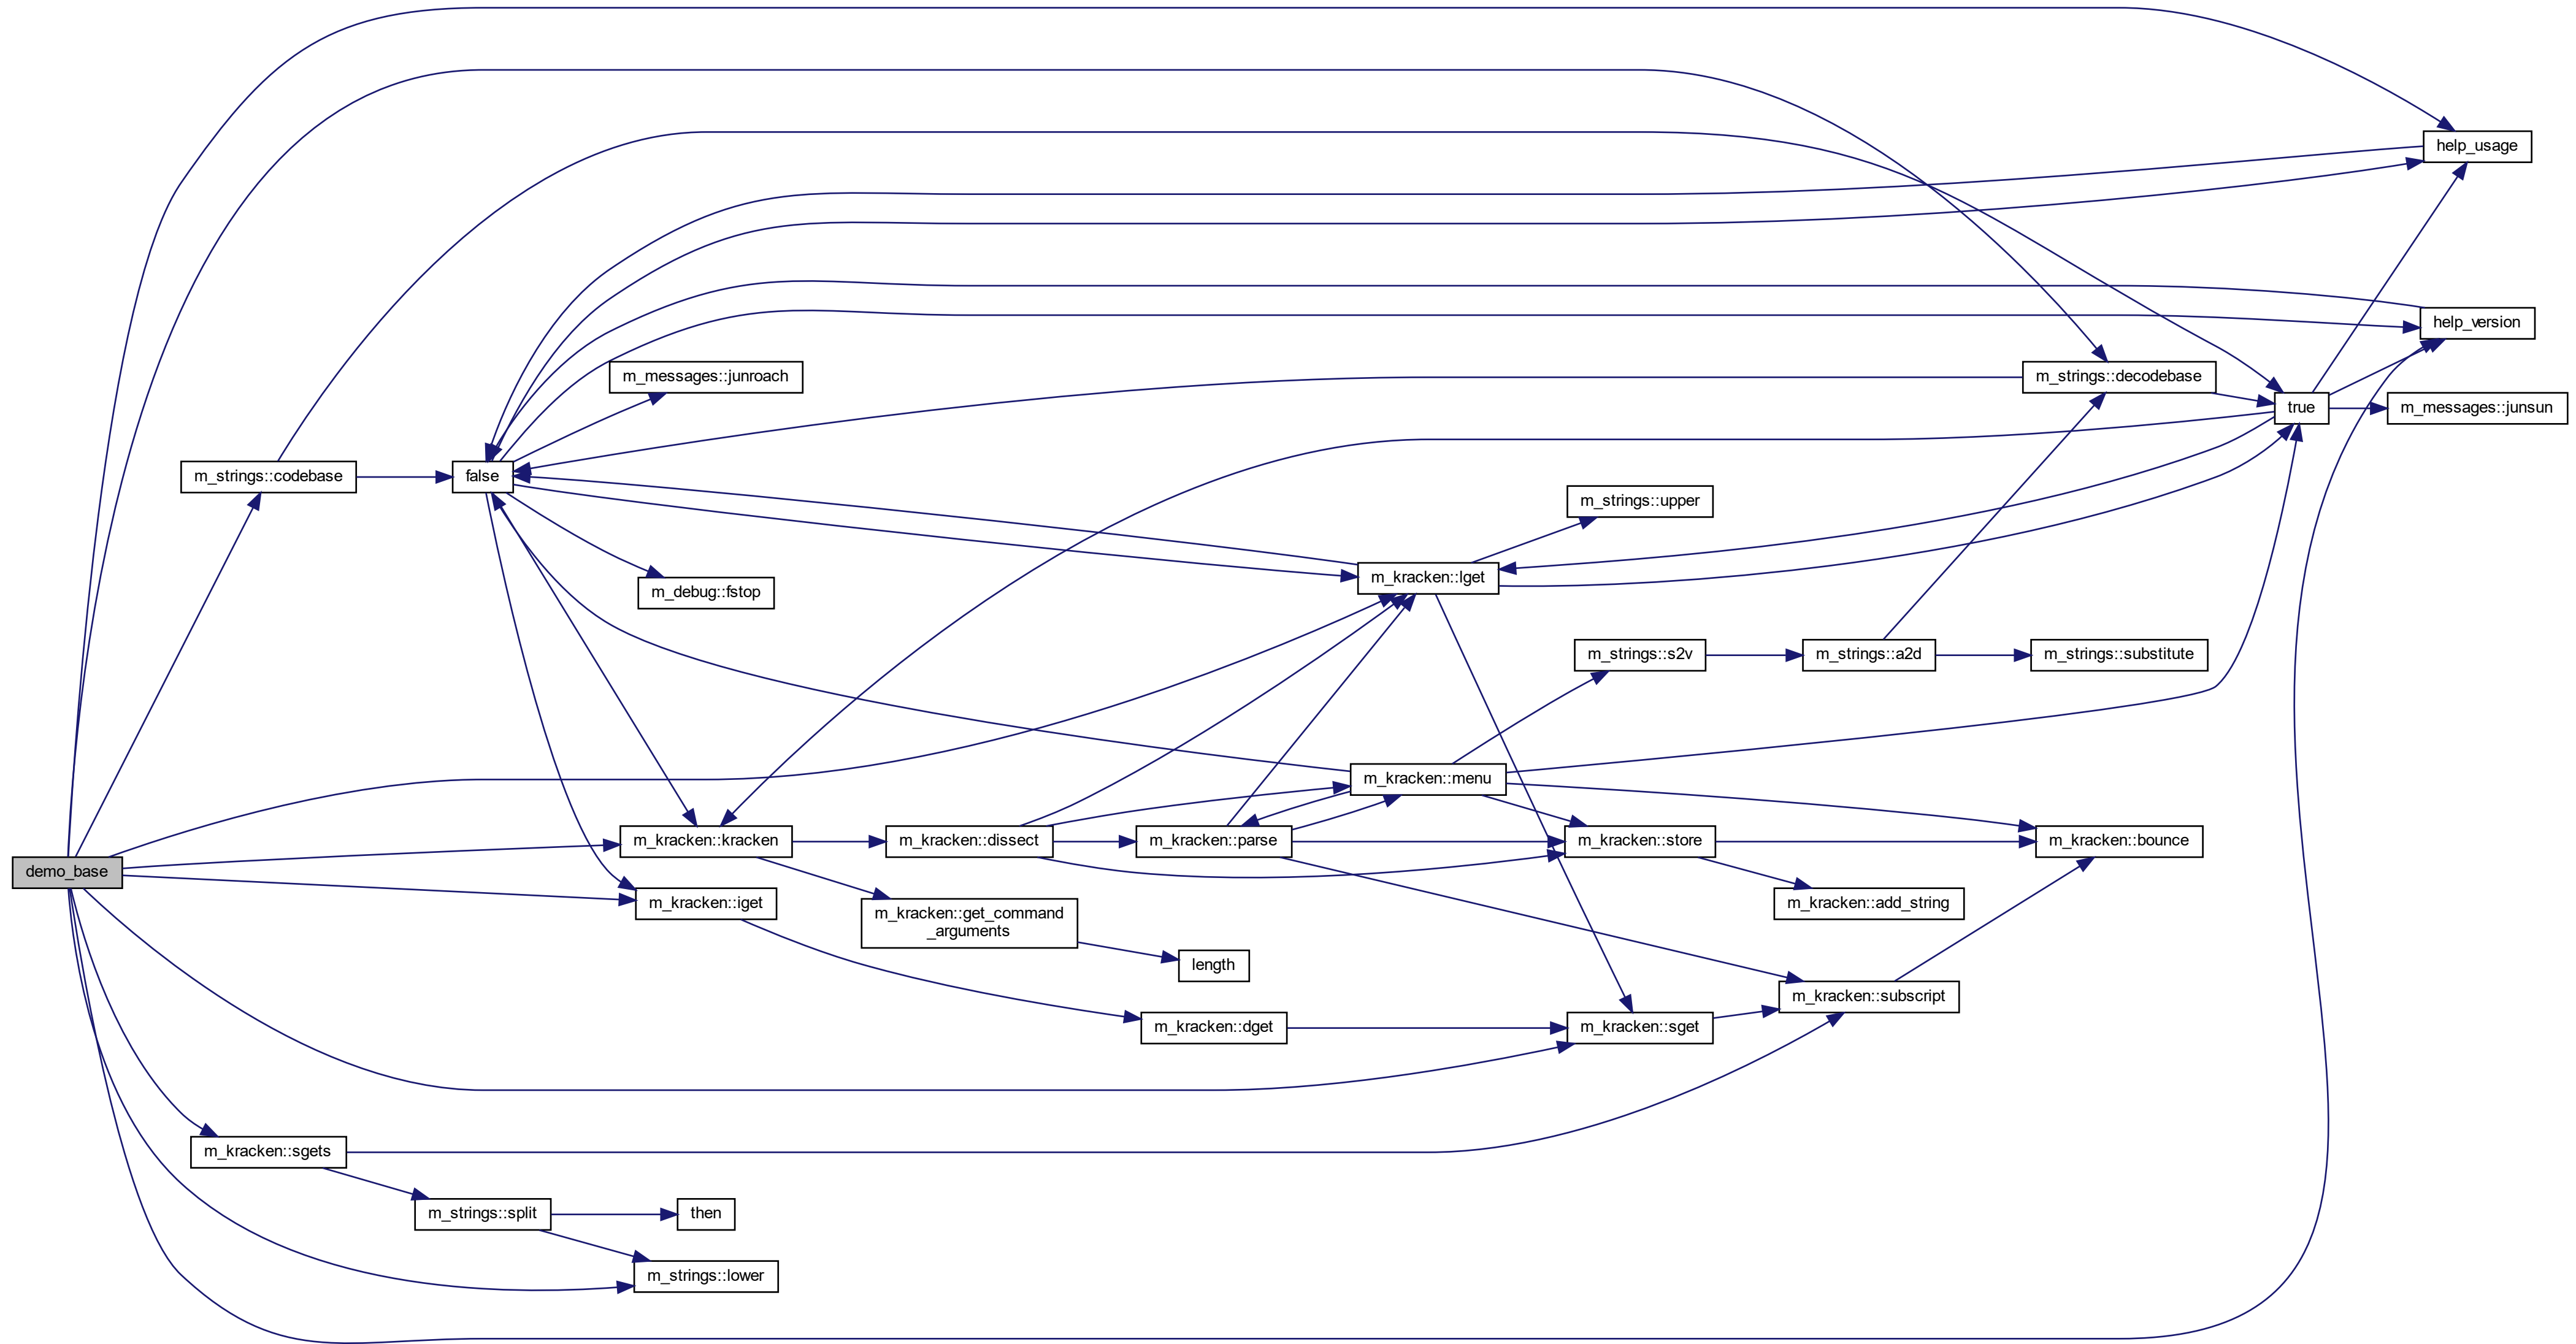 help_usage
help_version
m_messages::junroach
m_strings::decodebase
true
m_messages::junsun
m_strings::codebase
false
m_strings::upper
m_kracken::lget
m_debug::fstop
m_strings::s2v
m_strings::a2d
m_strings::substitute
m_kracken::menu
m_kracken::kracken
m_kracken::dissect
m_kracken::parse
m_kracken::store
m_kracken::bounce
demo_base
m_kracken::iget
m_kracken::add_string
m_kracken::get_command
_arguments
length
m_kracken::subscript
m_kracken::dget
m_kracken::sget
m_kracken::sgets
m_strings::split
then
m_strings::lower